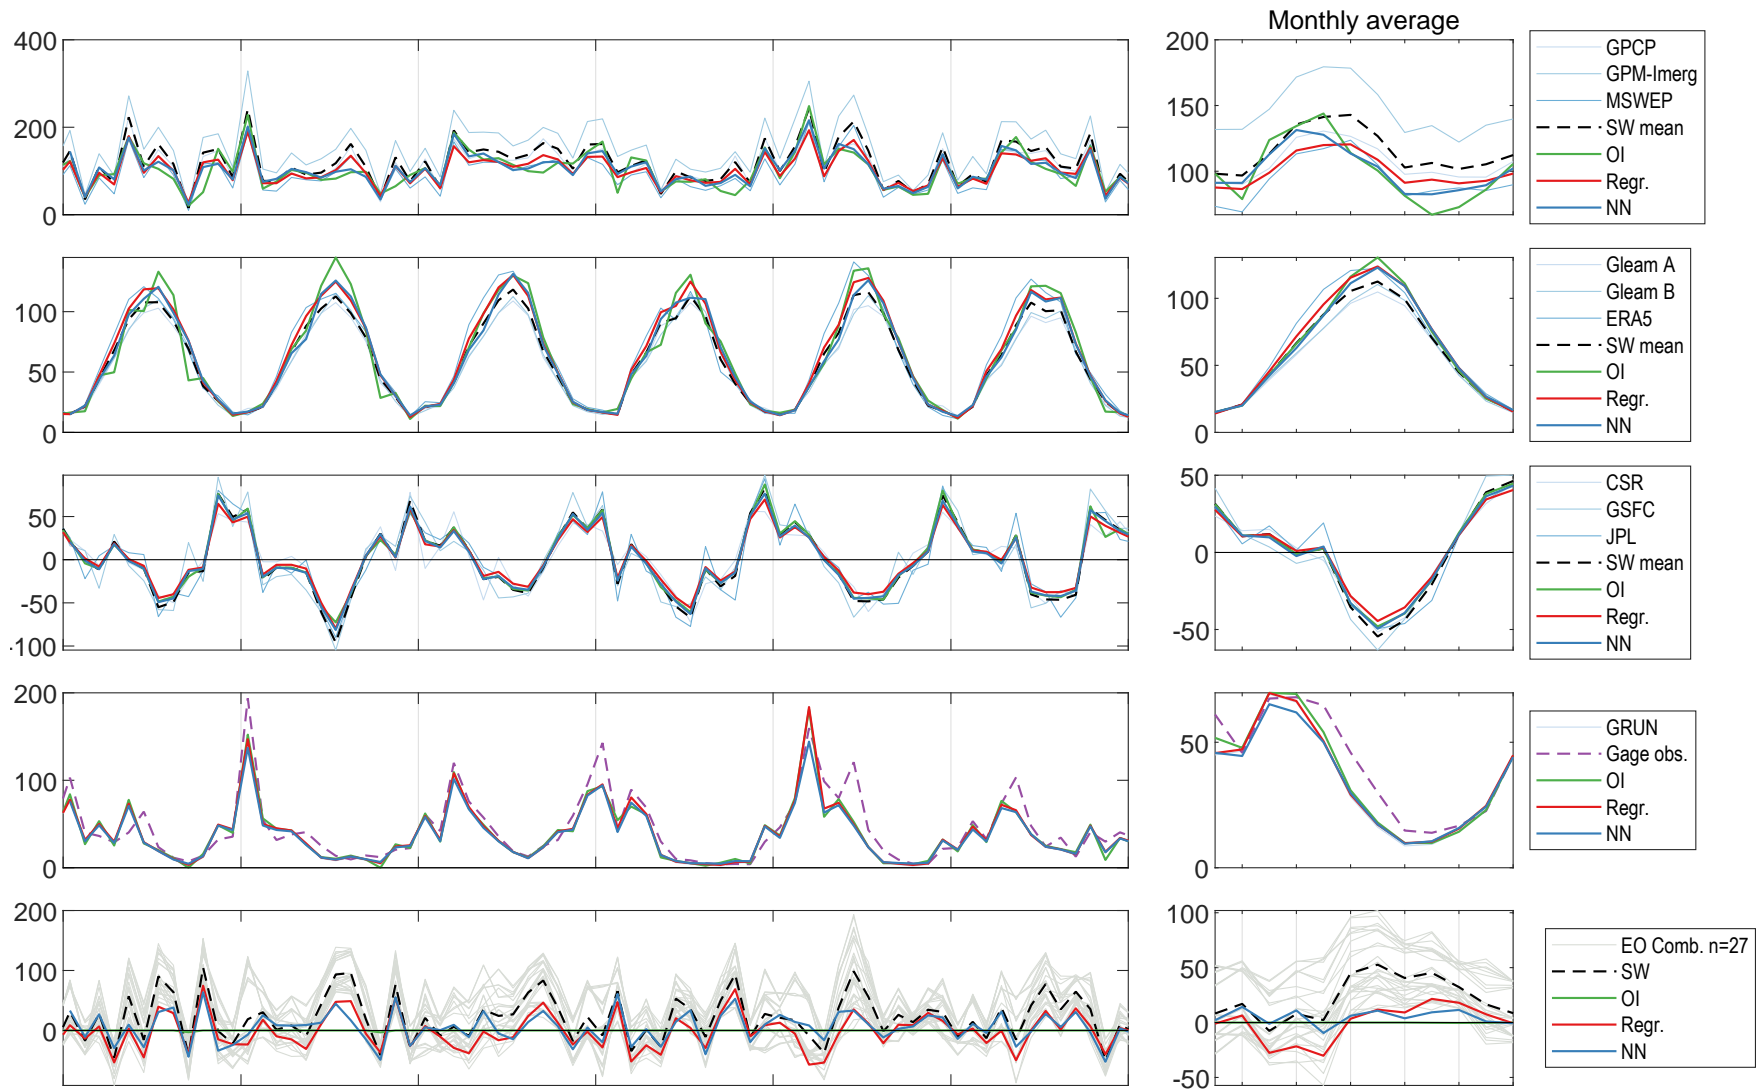 Monthly average
400
200
0
200
150
100
GPCP
GPM-Imerg
MSWEP
SW mean
OI
Regr.
NN
100
50
0
100
50
0
Gleam A
Gleam B
ERA5
SW mean
OI
Regr.
NN
50
0
-50
-100
50
0
-50
CSR
GSFC
JPL
SW mean
OI
Regr.
NN
200
100
0
50
0
GRUN
Gage obs.
OI
Regr.
NN
200
100
0
100
50
0
-50
EO Comb. n=27
SW
OI
Regr.
NN